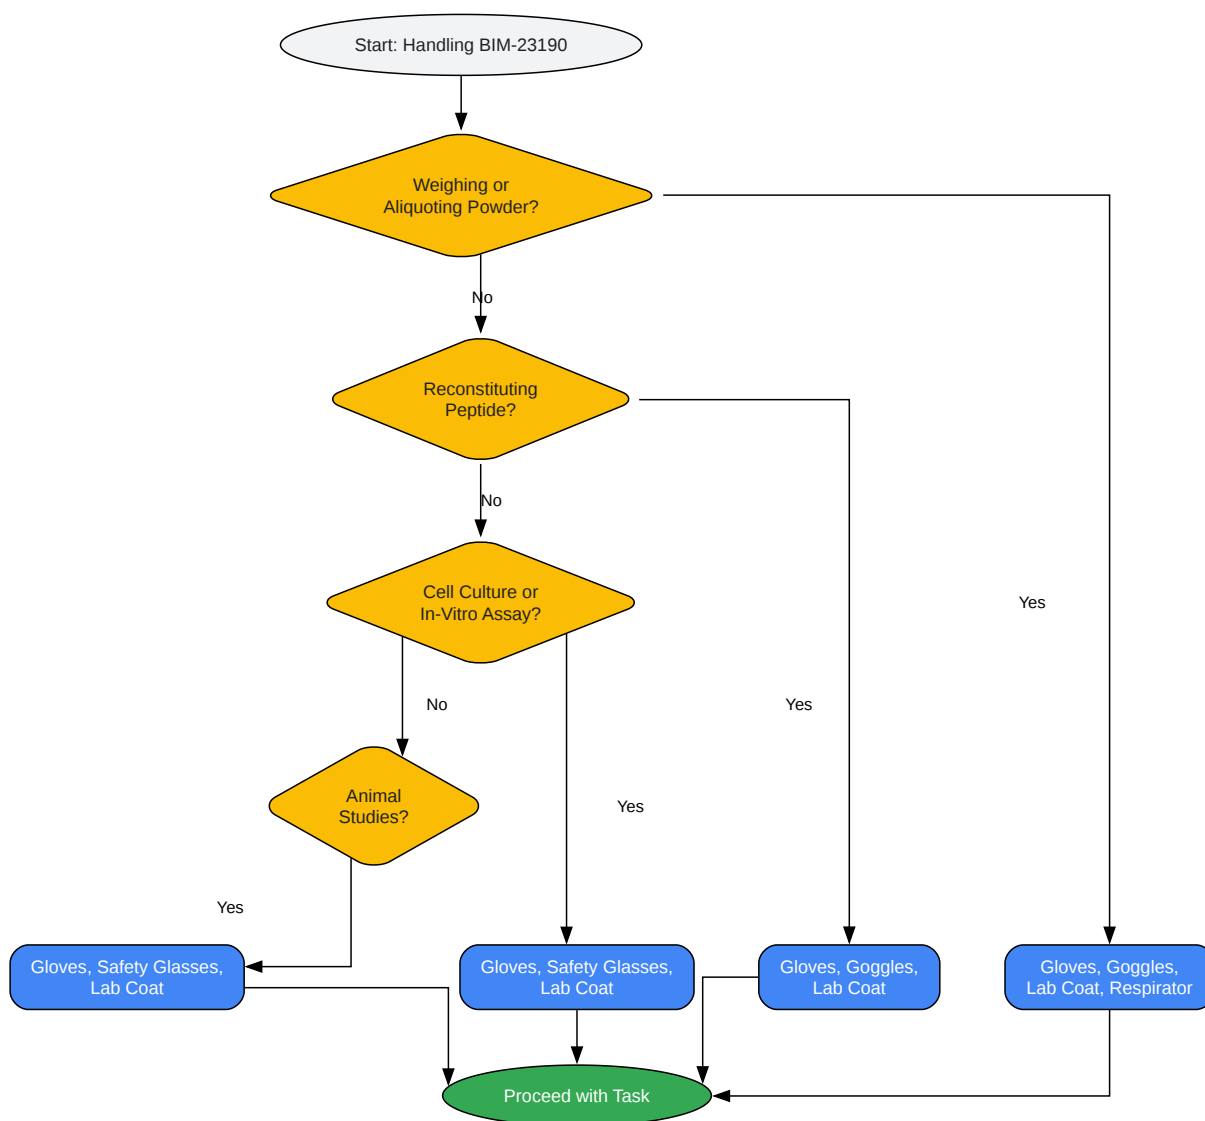 Start: Handling BIM-23190
Weighing or
Aliquoting Powder?
No
Reconstituting
Peptide?
No
Cell Culture or
In-Vitro Assay?
Yes
No
Yes
Animal
Studies?
Yes
Yes
Gloves, Safety Glasses,
Lab Coat
Gloves, Safety Glasses,
Lab Coat
Gloves, Goggles,
Lab Coat
Gloves, Goggles,
Lab Coat, Respirator
Proceed with Task